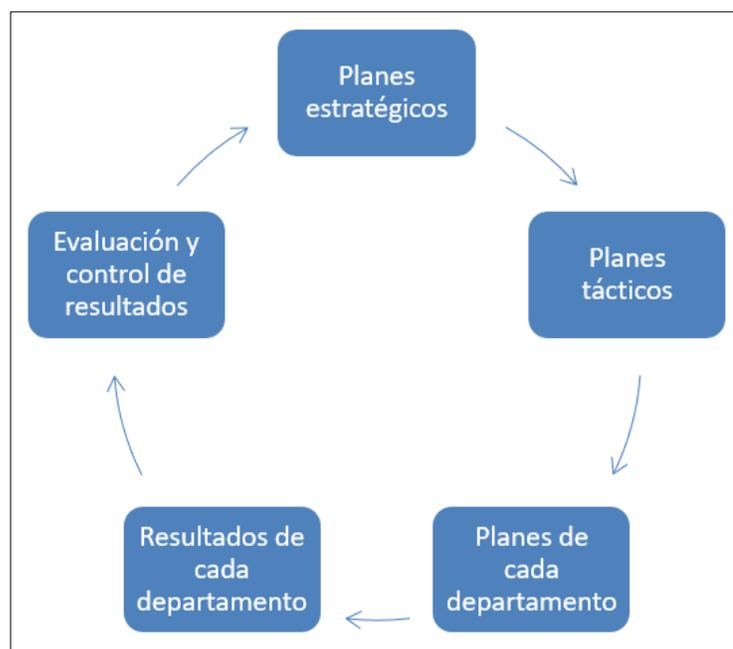 Planes
estratégicos
Planes
tácticos
Planes de
cada
departamento
Resultados de
cada
departamento
Evaluación y
control de
resultados